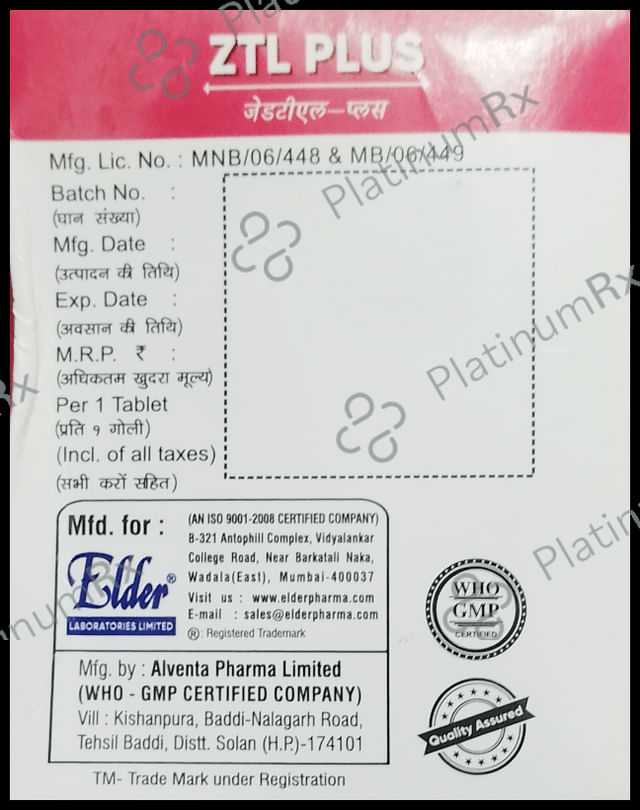 ZTL PLUS
जेडटीएल-प्लस
Mfg. Lic. No. : MNB/06/448 & MB/06/449
Batch No. :
(घान संख्या)
Mfg. Date :
(उत्पादन की तिथि)
Exp. Date :
(अवसान की तिथि)
M.R.P. ₹ :
(अधिकतम खुदरा मूल्य)
Per 1 Tablet
(प्रति १ गोली)
(Incl. of all taxes)
(सभी करों सहित)
Mfd. for :
Elder®
LABORATORIES LIMITED
(AN ISO 9001-2008 CERTIFIED COMPANY)
B-321 Antophill Complex, Vidyalankar
College Road, Near Barkatali Naka,
Wadala(East), Mumbai-400037
Visit us : www.elderpharma.com
E-mail : sales@elderpharma.com
® : Registered Trademark
Mfg. by : Alventa Pharma Limited
(WHO - GMP CERTIFIED COMPANY)
Vill : Kishanpura, Baddi-Nalagarh Road,
Tehsil Baddi, Distt. Solan (H.P.)-174101
TM- Trade Mark under Registration
WHO
GMP
CERTIFIED
Quality Assured
PlatinumRx
PlatinumRx
PlatinumRx
Platin
inumRx
Rx